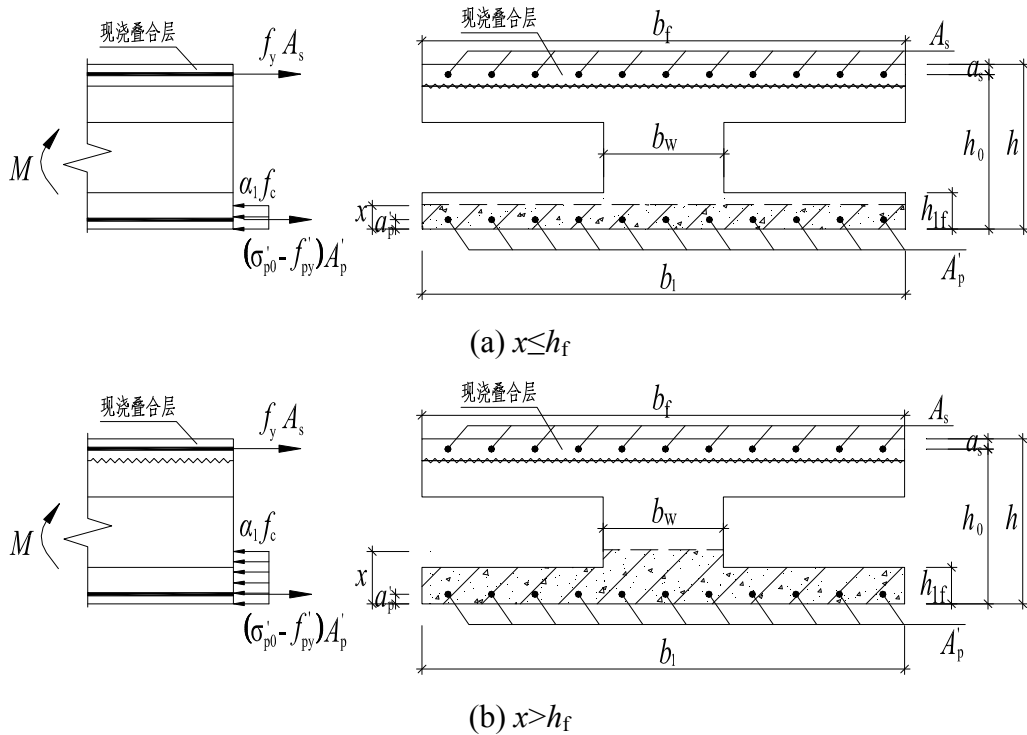 现浇叠合层
f_y A_s
M
α_1 f_c
x
a'_p
(σ'_p0 - f'_py)A'_p
现浇叠合层
b_f
A_s
a_s
b_w
h_0
h
h_1f
A'_p
b_1
(a) x≤h_f
现浇叠合层
f_y A_s
M
α_1 f_c
x
a'_p
(σ'_p0 - f'_py)A'_p
现浇叠合层
b_f
A_s
a_s
b_w
h_0
h
h_1f
A'_p
b_1
(b) x>h_f